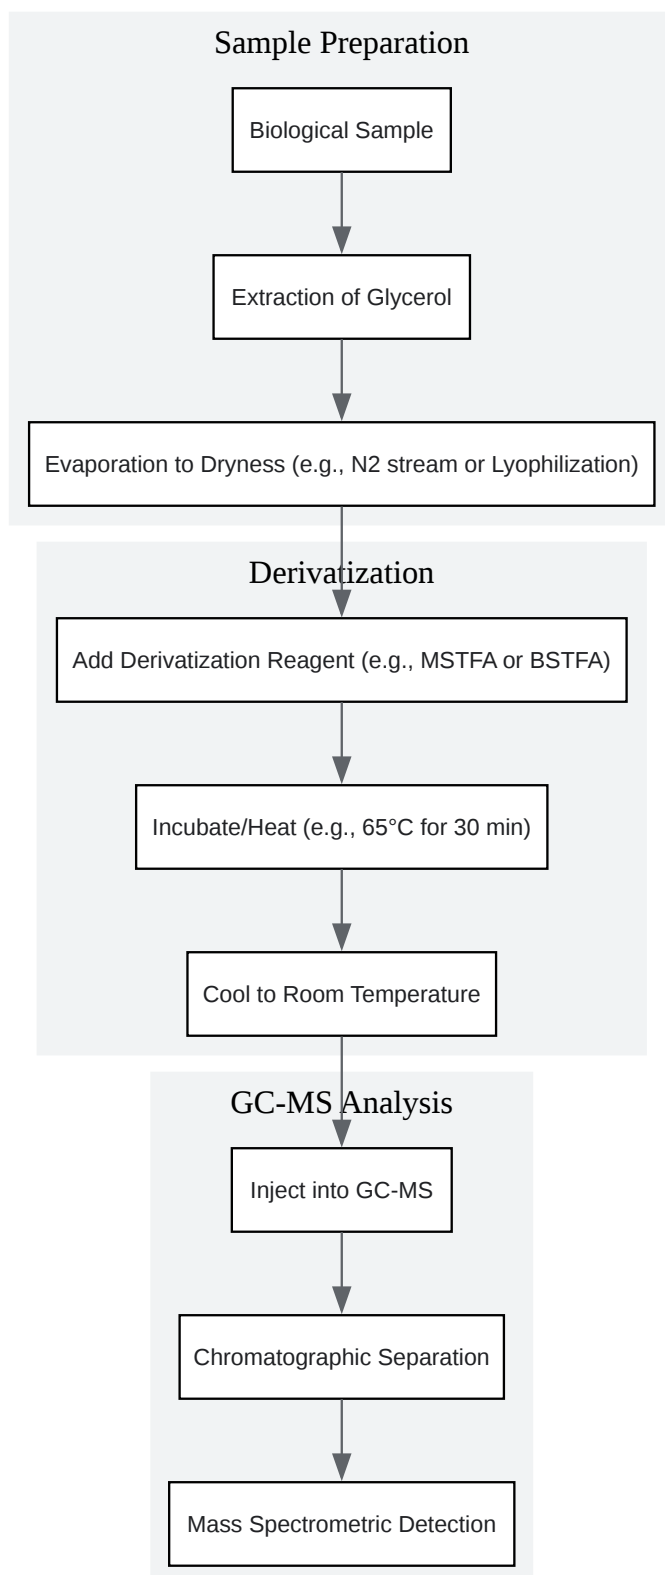 Sample Preparation
Biological Sample
Extraction of Glycerol
Evaporation to Dryness (e.g., N2 stream or Lyophilization)
Derivatization
Add Derivatization Reagent (e.g., MSTFA or BSTFA)
Incubate/Heat (e.g., 65°C for 30 min)
Cool to Room Temperature
GC-MS Analysis
Inject into GC-MS
Chromatographic Separation
Mass Spectrometric Detection